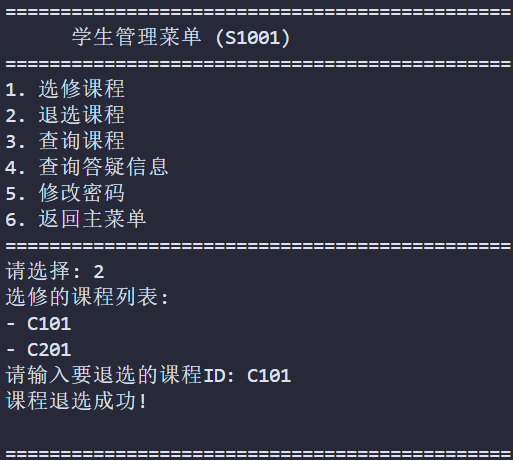 ==============================================
学生管理菜单 (S1001)
==============================================
1. 选修课程
2. 退选课程
3. 查询课程
4. 查询答疑信息
5. 修改密码
6. 返回主菜单
==============================================
请选择: 2
选修的课程列表:
- C101
- C201
请输入要退选的课程ID: C101
课程退选成功!
==============================================